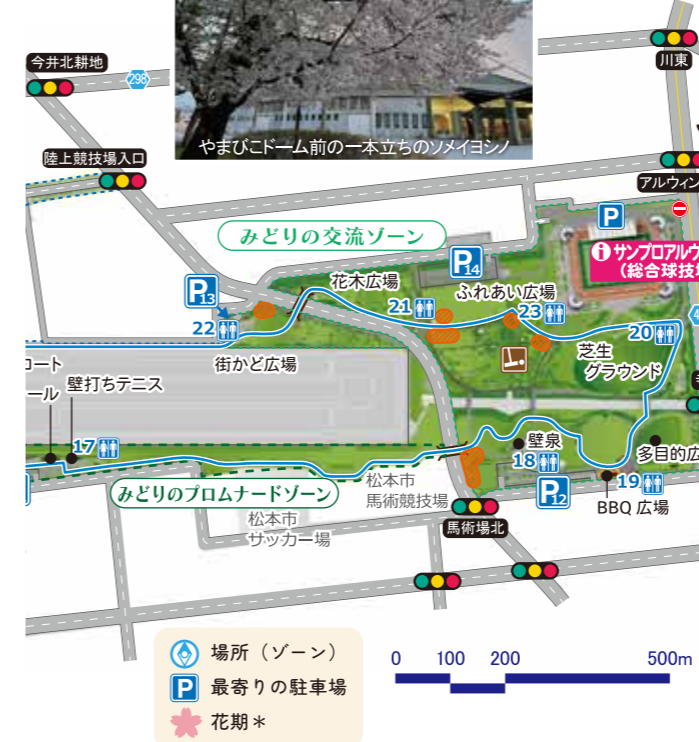 やまびこドーム前の一本立ちのソメイヨシノ
今井北耕地
298
川東
陸上競技場入口
アルウィン
みどりの交流ゾーン
P
P13
P14
サンプロアルウ
(総合球技場
花木広場
21
ふれあい広場
23
22
20
街かど広場
芝生
グラウンド
コート
ール
壁打ちテニス
17
壁泉
18
多目的広
19
P12
BBQ 広場
みどりのプロムナードゾーン
松本市
馬術競技場
松本市
サッカー場
馬術場北
場所（ゾーン）
P 最寄りの駐車場
花期＊
0 100 200 500m